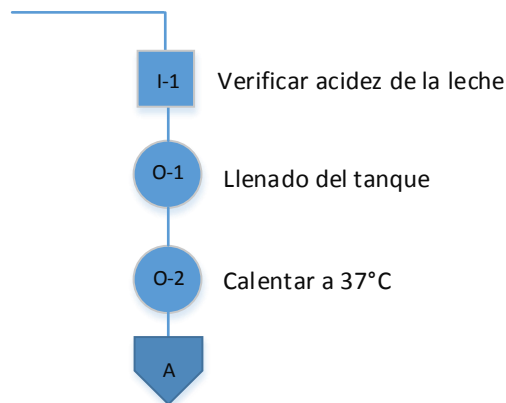 I-1 Verificar acidez de la leche
O-1 Llenado del tanque
O-2 Calentar a 37°C
A